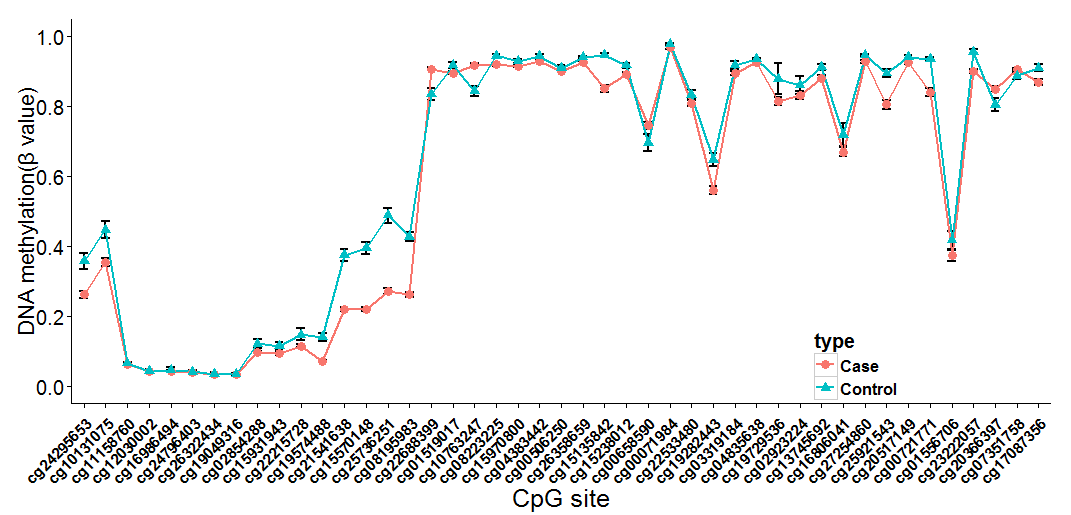 DNA methylation(β value)
1.0
0.8
0.6
0.4
0.2
0.0
type
Case
Control
cg24295653
cg10131075
cg11158760
cg12030002
cg16986494
cg24796403
cg26322434
cg19049316
cg02854288
cg15931943
cg22215728
cg19574488
cg21541638
cg15570148
cg25736251
cg08195983
cg22688399
cg01519017
cg10763247
cg08223225
cg15970800
cg04383442
cg00506250
cg26358659
cg15135842
cg15238012
cg00658590
cg00071984
cg22533480
cg19282443
cg03319184
cg04835638
cg19729536
cg02923224
cg13745692
cg16806041
cg27254860
cg25921543
cg20517149
cg00721771
cg01556706
cg23222057
cg20366397
cg07351758
cg17087356
CpG site